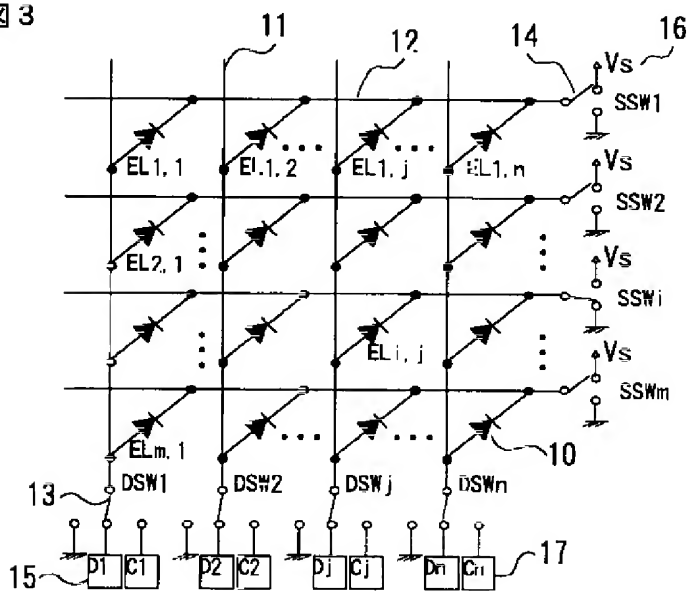 図3
11
12
14
16
Vs
SSW1
EL1,1
EL1,2
EL1,j
EL1,n
Vs
SSW2
EL2,1
Vs
SSWi
ELi,j
Vs
SSWm
ELm,1
10
13
DSW1
DSW2
DSWj
DSWn
15
D1
C1
D2
C2
Dj
Cj
Dn
Cn
17